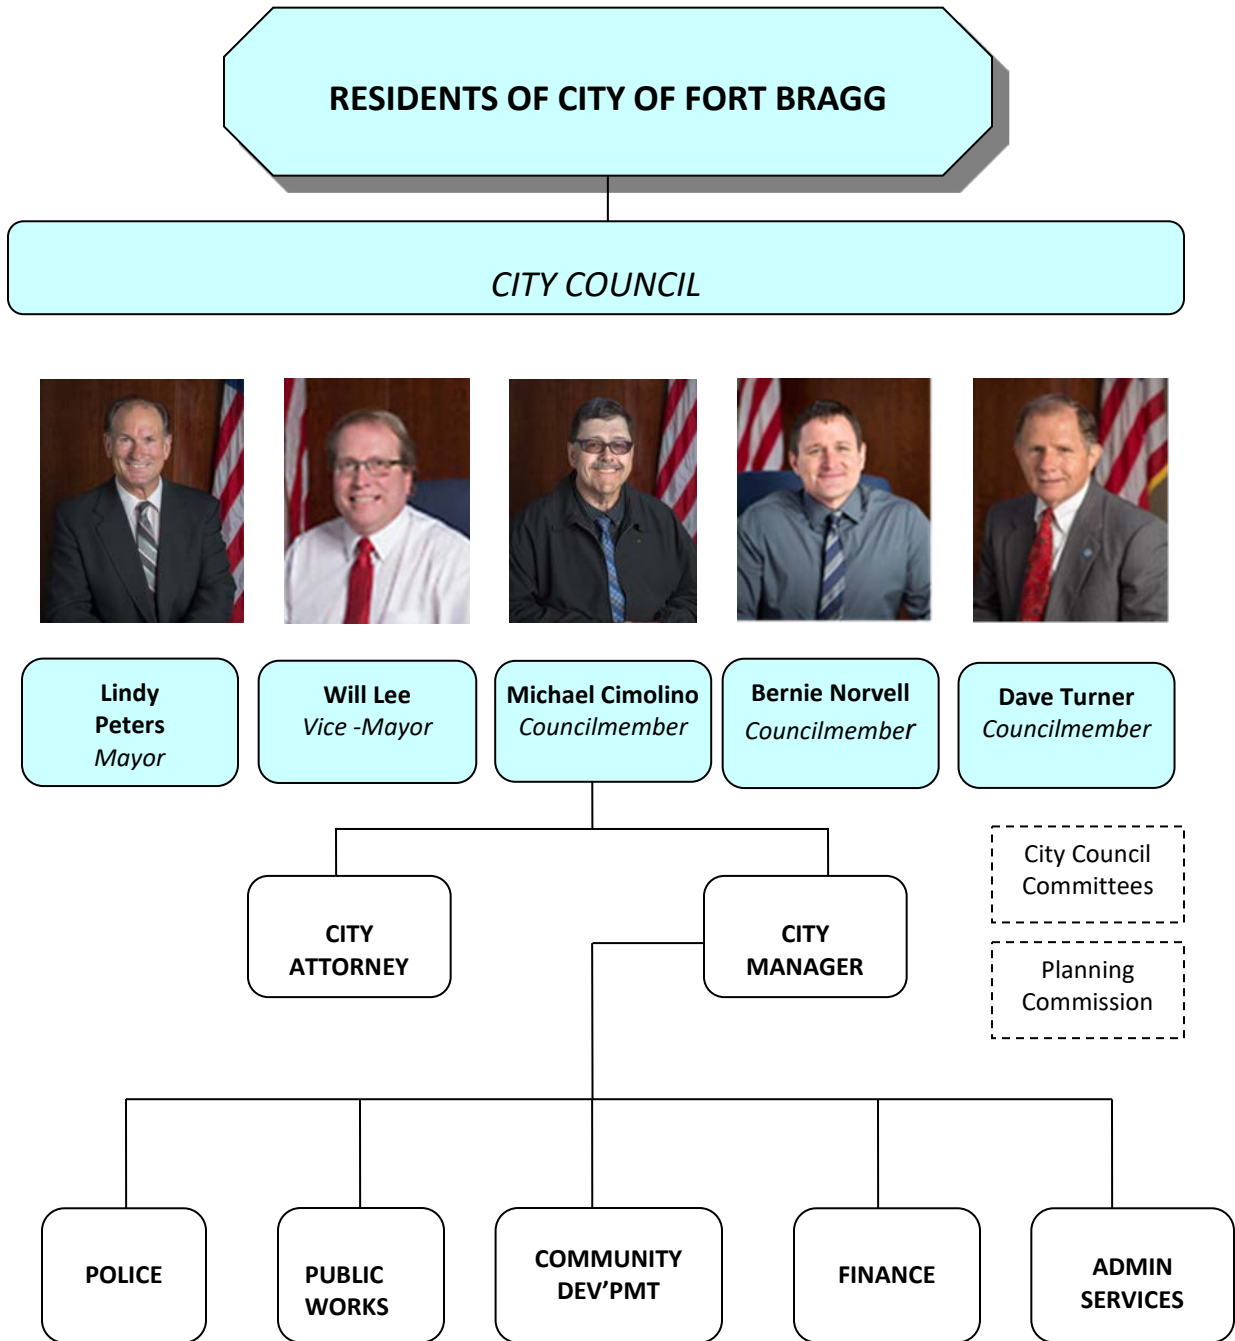 RESIDENTS OF CITY OF FORT BRAGG
CITY COUNCIL
Lindy
Peters
Mayor
Will Lee
Vice -Mayor
Michael Cimolino
Councilmember
Bernie Norvell
Councilmember
Dave Turner
Councilmember
City Council
Committees
CITY
ATTORNEY
CITY
MANAGER
Planning
Commission
POLICE
PUBLIC
WORKS
COMMUNITY
DEV’PMT
FINANCE
ADMIN
SERVICES